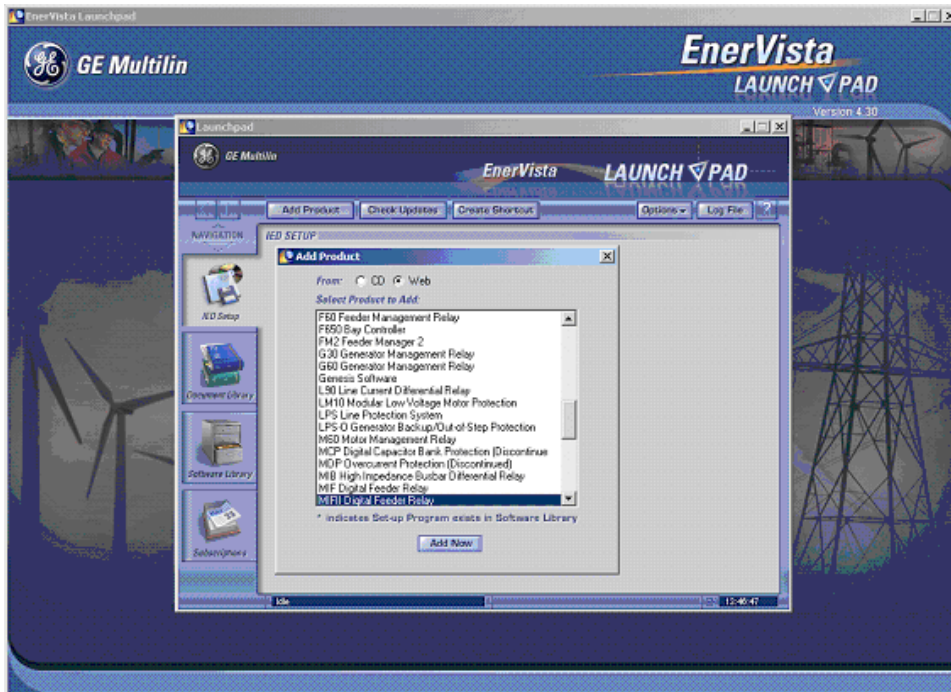 EnerVista Launchpad
GE Multilin
EnerVista
LAUNCH PAD
Version 4.30
Launchpad
GE Multilin
EnerVista LAUNCH PAD
Add Product Check Updates Create Shortcut Options Log File ?
NAVIGATION
IED SETUP
IED Setup
Document Library
Software Library
Subscriptions
Add Product
From: CD Web
Select Product to Add:
F60 Feeder Management Relay
F650 Bay Controller
FM2 Feeder Manager 2
G30 Generator Management Relay
G60 Generator Management Relay
Genesis Software
L90 Line Current Differential Relay
LM10 Modular Low Voltage Motor Protection
LPS Line Protection System
LPS-O Generator Backup/Out-of-Step Protection
M60 Motor Management Relay
MCP Digital Capacitor Bank Protection (Discontinue
MDP Overcurrent Protection (Discontinued)
MIB High Impedance Busbar Differential Relay
MIF Digital Feeder Relay
MIFII Digital Feeder Relay
* indicates Set-up Program exists in Software Library
Add Now
Idle